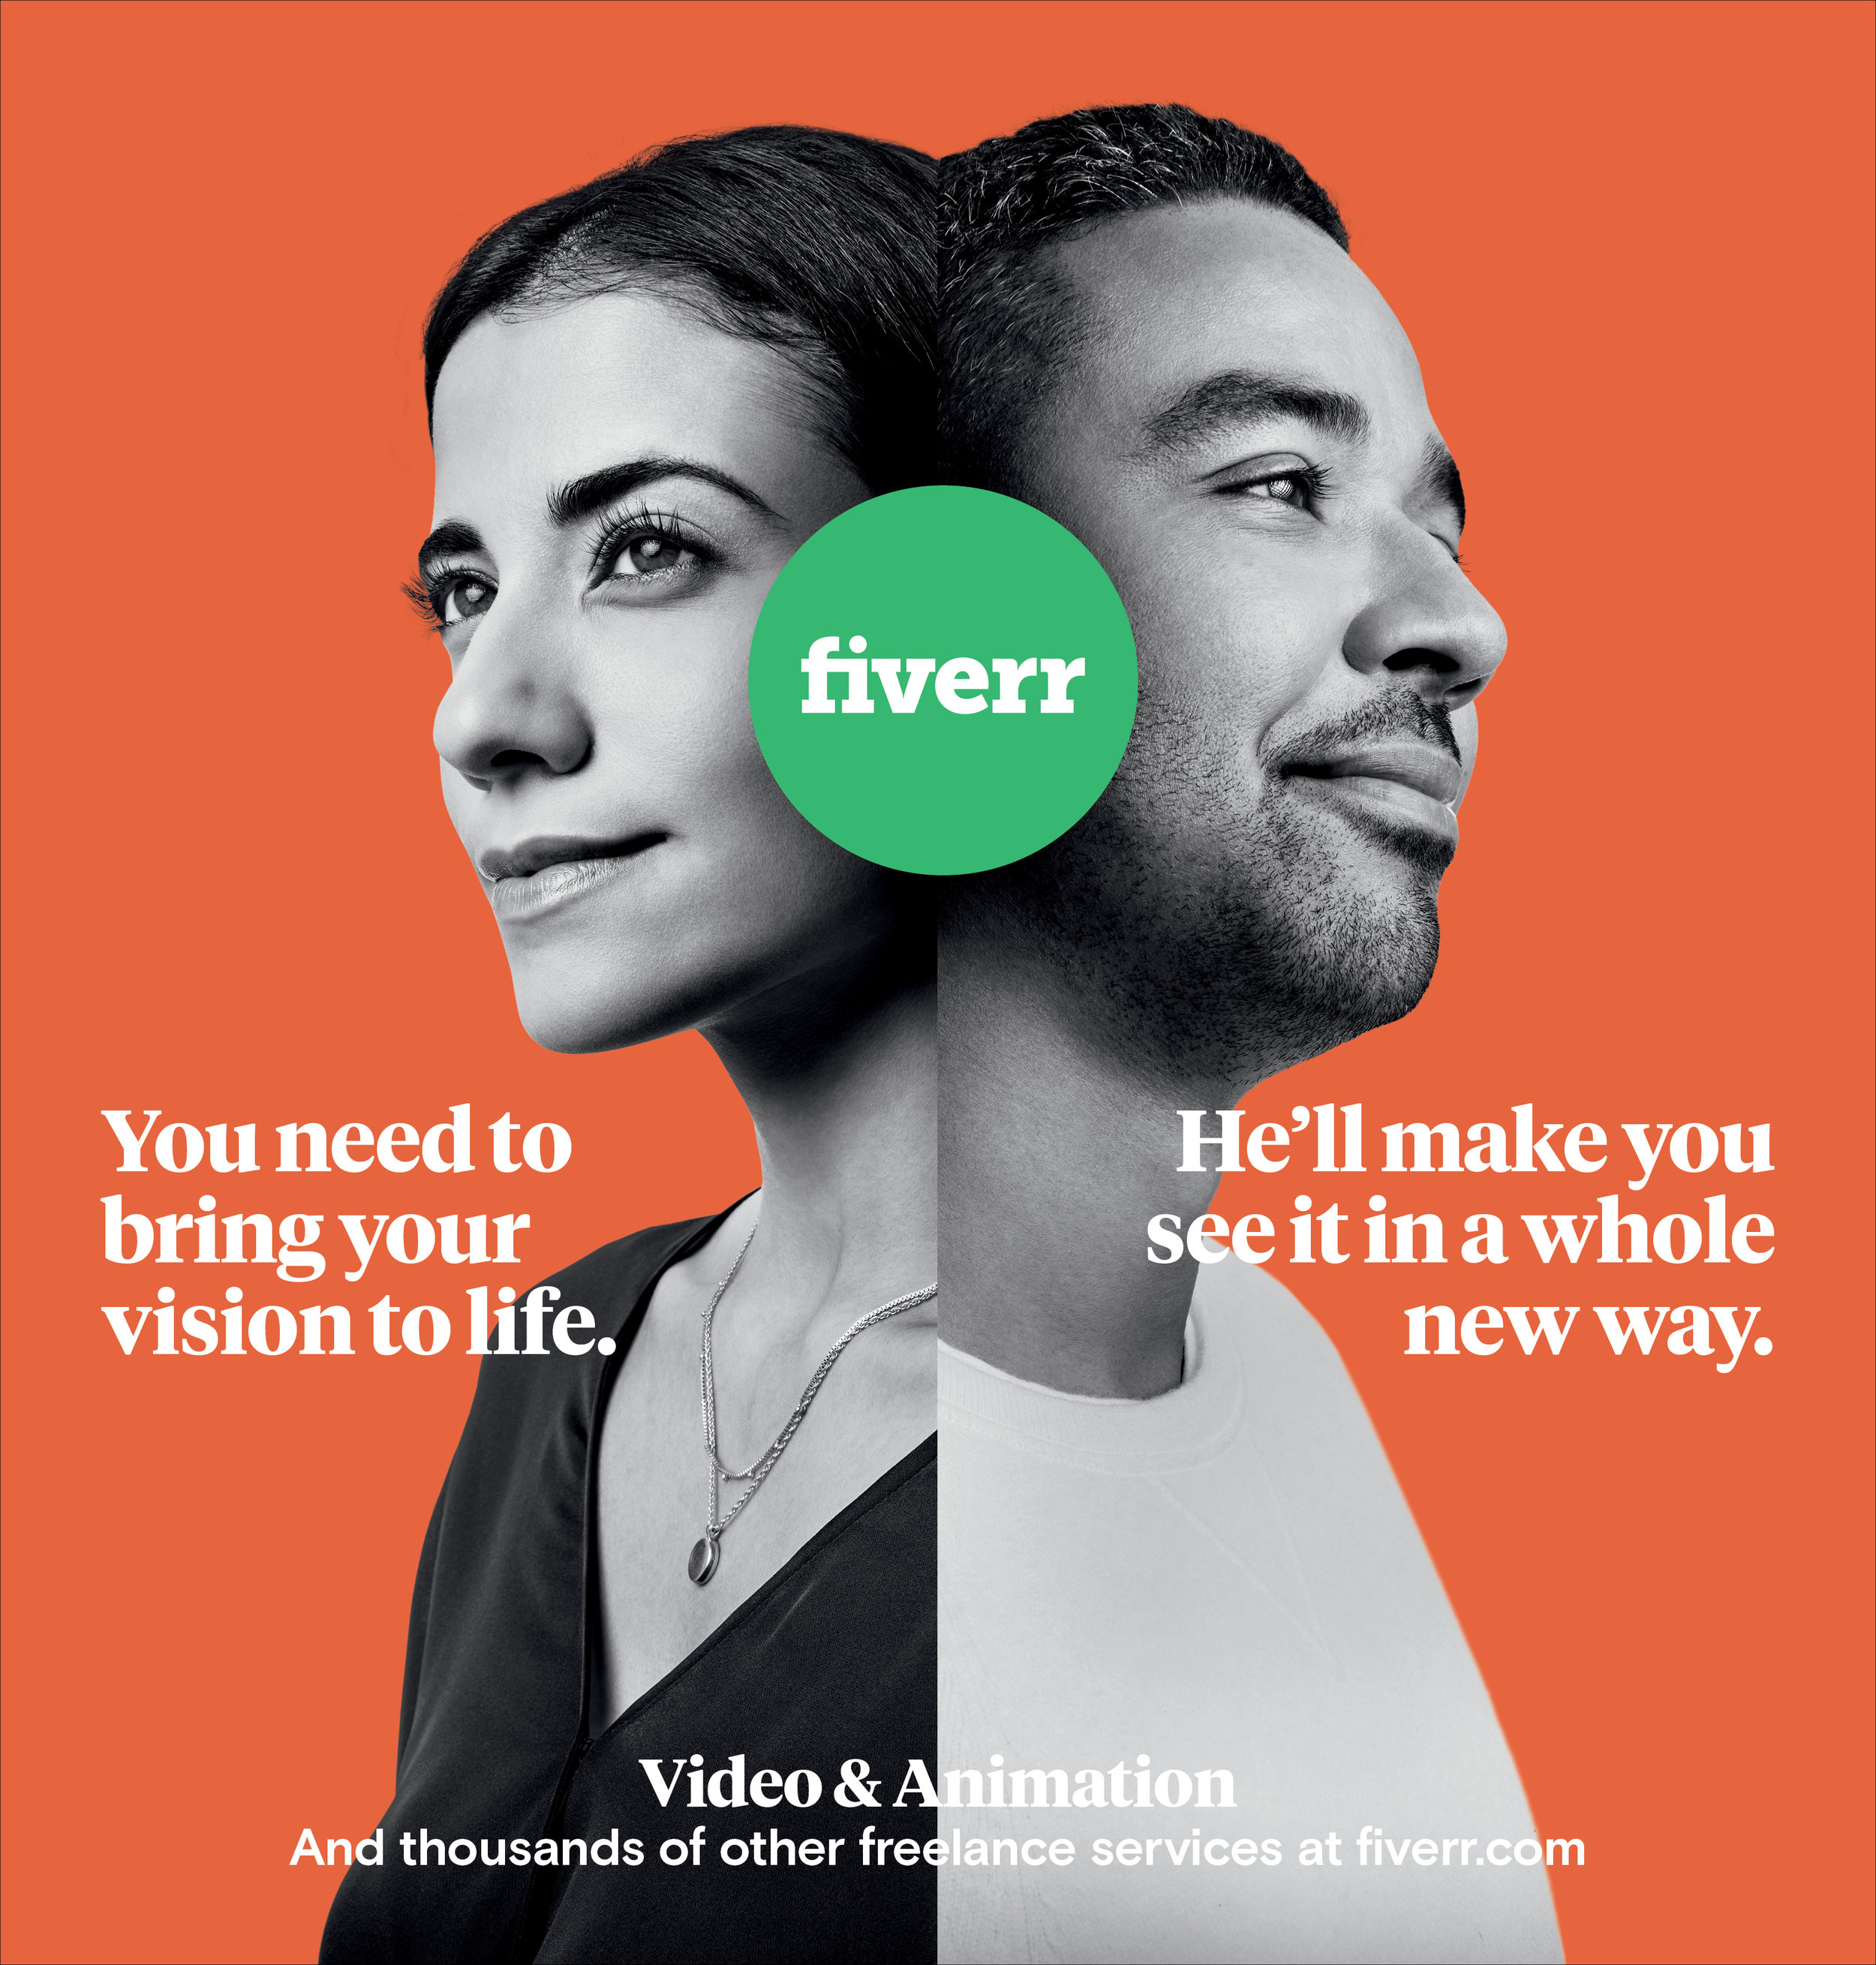 fiverr
You need to
bring your
vision to life.
He’ll make you
see it in a whole
new way.
Video & Animation
And thousands of other freelance services at fiverr.com